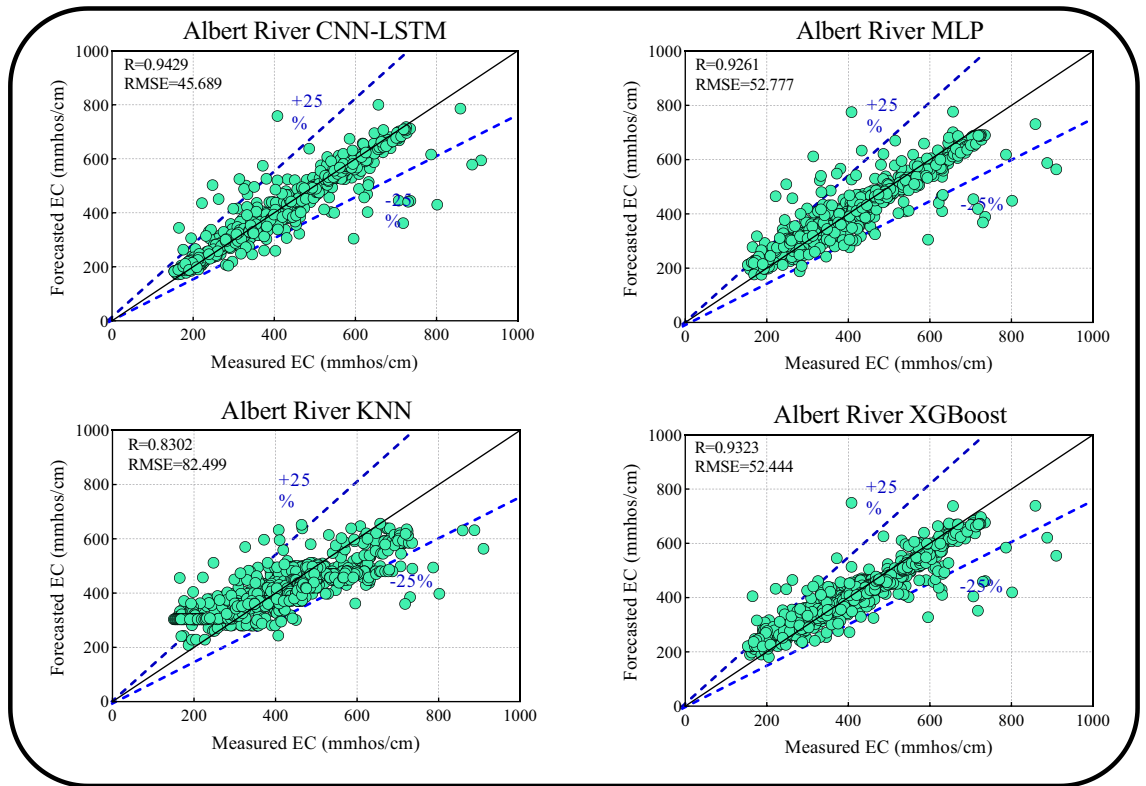 Albert River CNN-LSTM
1000
800
600
400
200
0
R=0.9429
RMSE=45.689
+25
%
-25
%
0 200 400 600 800 1000
Forecasted EC (mmhos/cm)
Measured EC (mmhos/cm)
Albert River MLP
1000
800
600
400
200
0
R=0.9261
RMSE=52.777
+25
%
-25%
0 200 400 600 800 1000
Forecasted EC (mmhos/cm)
Measured EC (mmhos/cm)
Albert River KNN
1000
800
600
400
200
0
R=0.8302
RMSE=82.499
+25
%
-25%
0 200 400 600 800 1000
Forecasted EC (mmhos/cm)
Measured EC (mmhos/cm)
Albert River XGBoost
1000
800
600
400
200
0
R=0.9323
RMSE=52.444
+25
%
-25%
0 200 400 600 800 1000
Forecasted EC (mmhos/cm)
Measured EC (mmhos/cm)